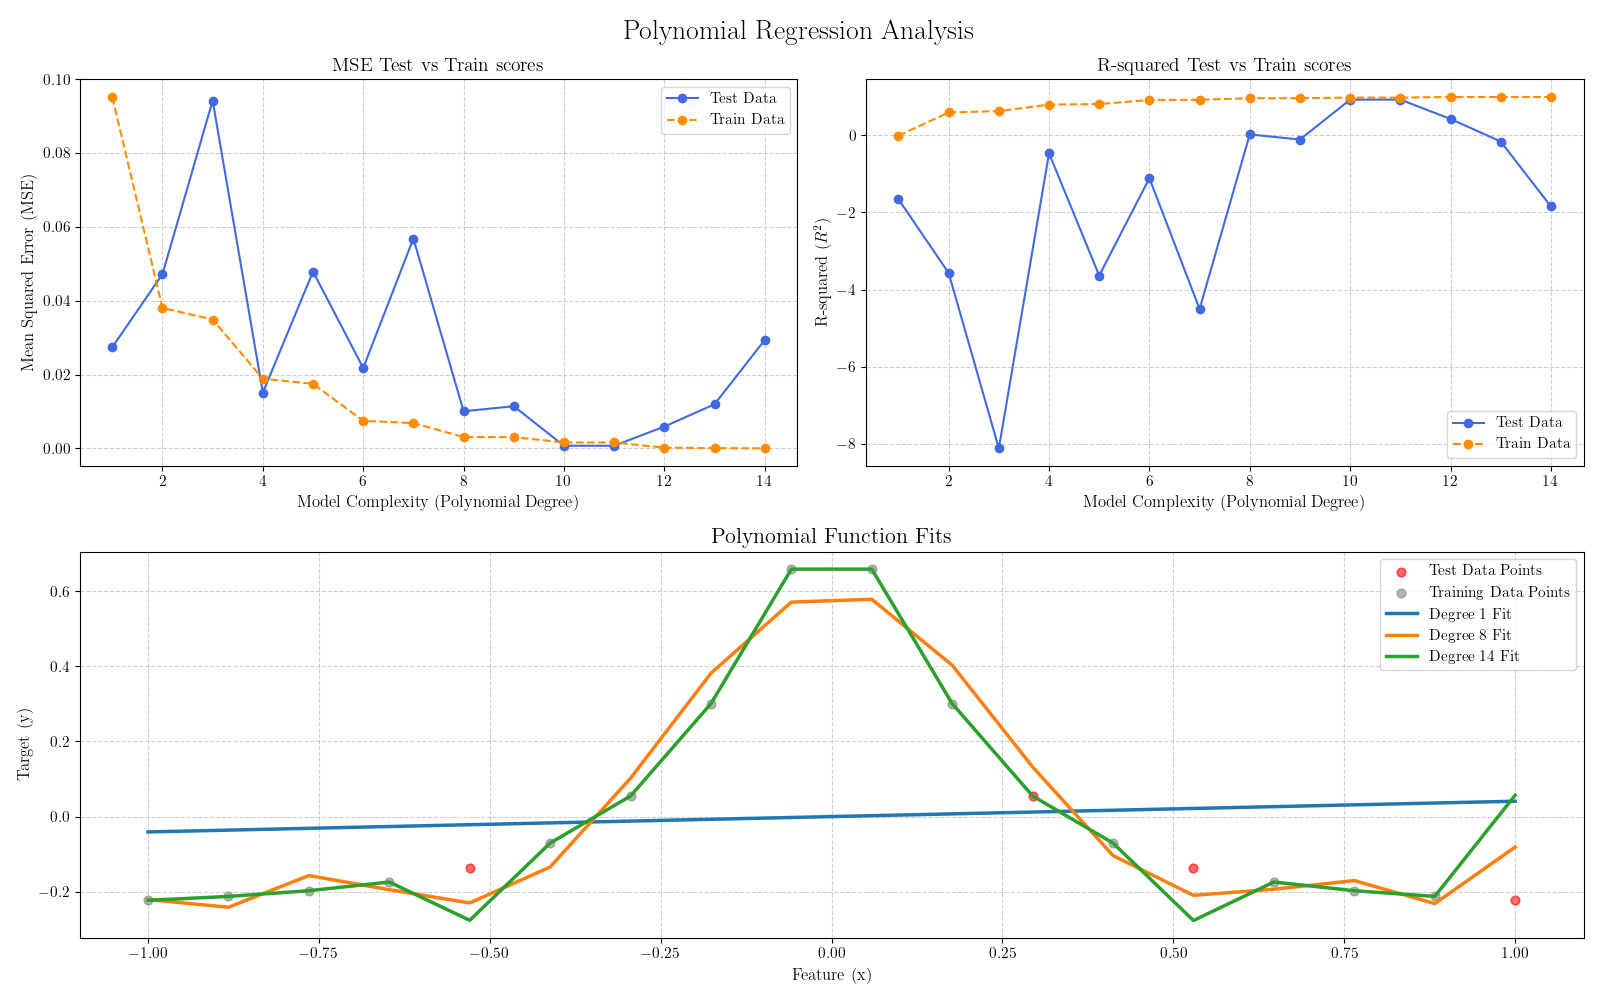 Polynomial Regression Analysis
MSE Test vs Train scores
Mean Squared Error (MSE)
0.10
0.08
0.06
0.04
0.02
0.00
Test Data
Train Data
2 4 6 8 10 12 14
Model Complexity (Polynomial Degree)
R-squared Test vs Train scores
R-squared (R²)
0
−2
−4
−6
−8
Test Data
Train Data
2 4 6 8 10 12 14
Model Complexity (Polynomial Degree)
Polynomial Function Fits
Target (y)
0.6
0.4
0.2
0.0
−0.2
Test Data Points
Training Data Points
Degree 1 Fit
Degree 8 Fit
Degree 14 Fit
−1.00 −0.75 −0.50 −0.25 0.00 0.25 0.50 0.75 1.00
Feature (x)